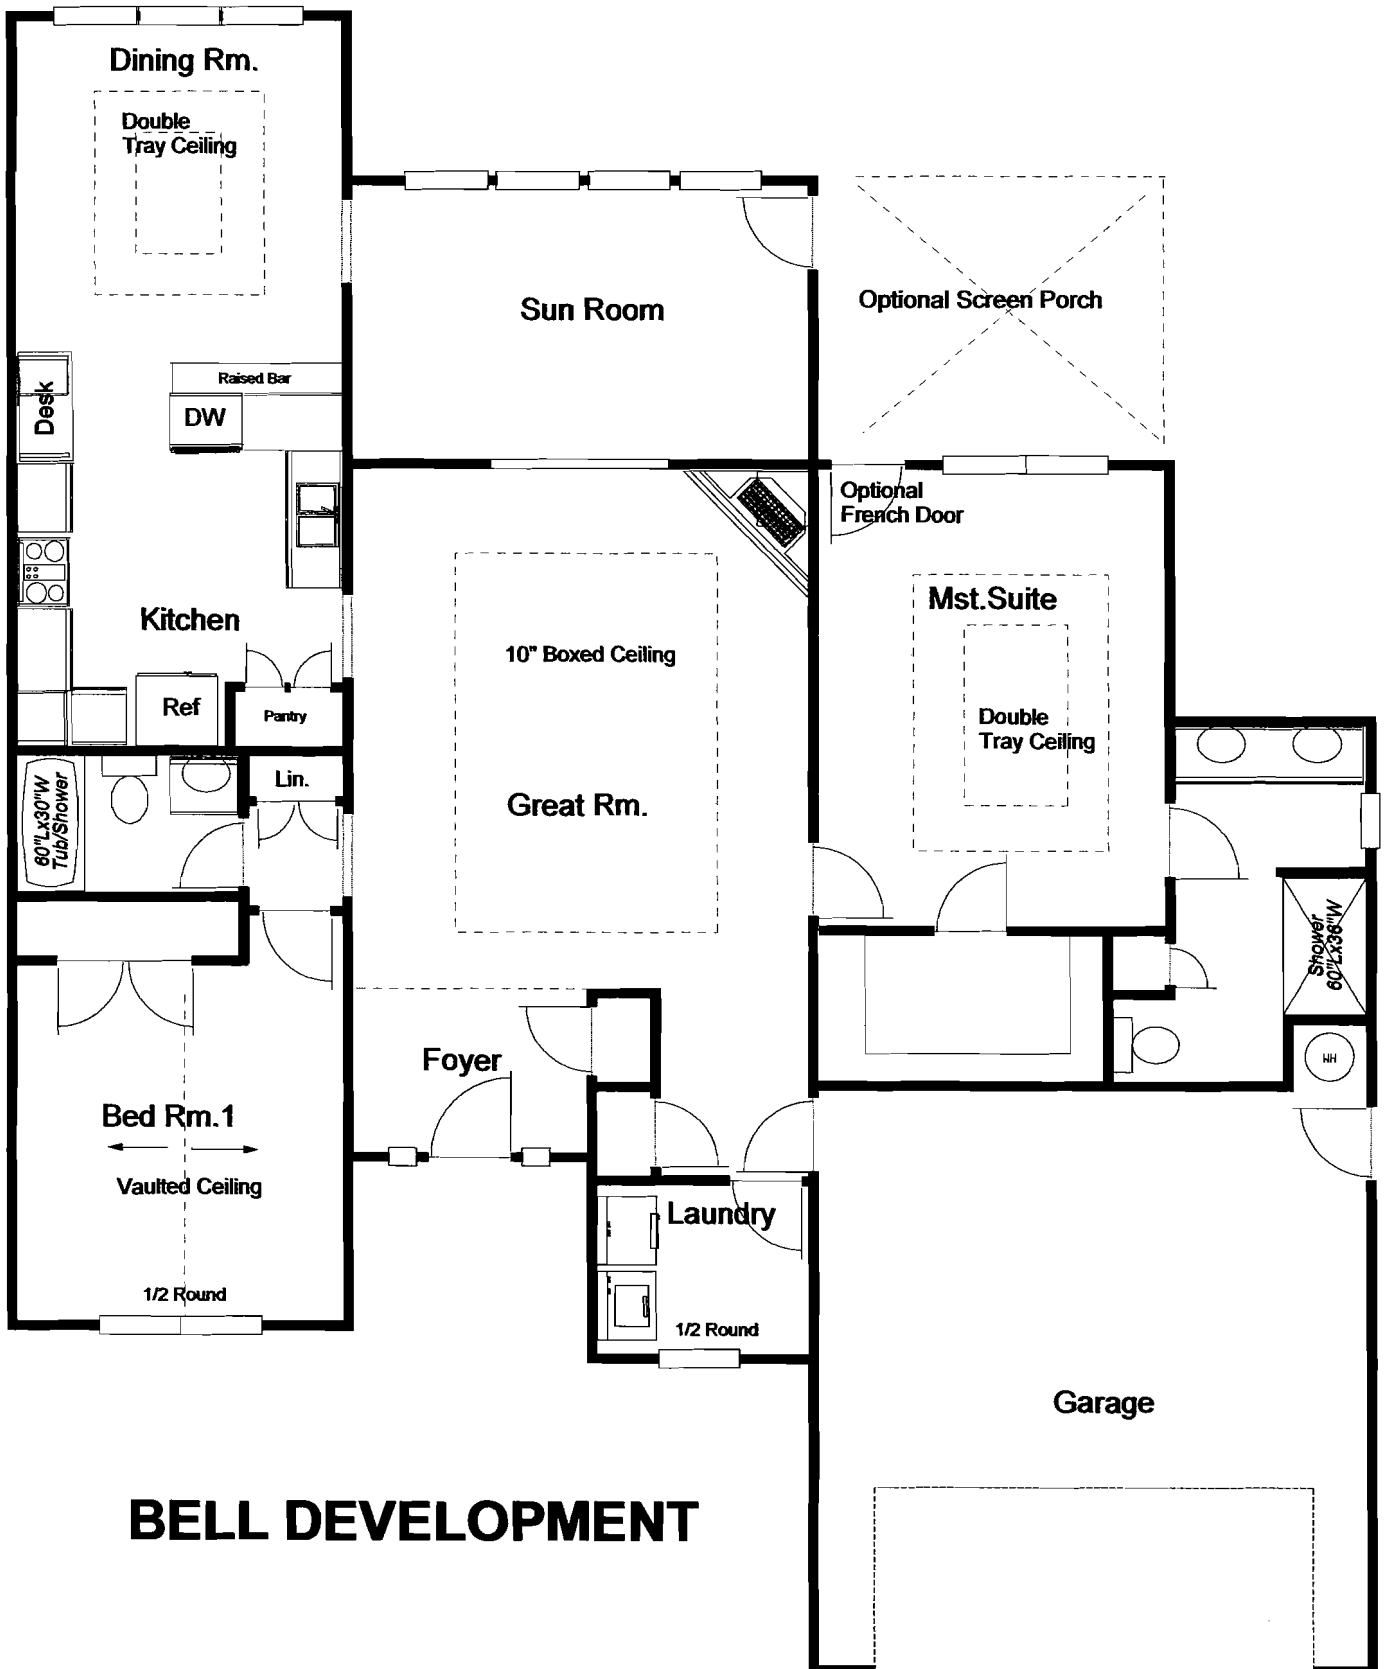 Dining Rm.
Double
Tray Ceiling
Sun Room
Optional Screen Porch
Raised Bar
Desk
DW
Optional
French Door
Kitchen
Mst.Suite
10" Boxed Ceiling
Ref
Pantry
Double
Tray Ceiling
Lin.
60"Lx30"W
Tub/Shower
Great Rm.
Shower
60"Lx36"W
Foyer
WH
Bed Rm.1
Vaulted Ceiling
Laundry
1/2 Round
1/2 Round
Garage
BELL DEVELOPMENT